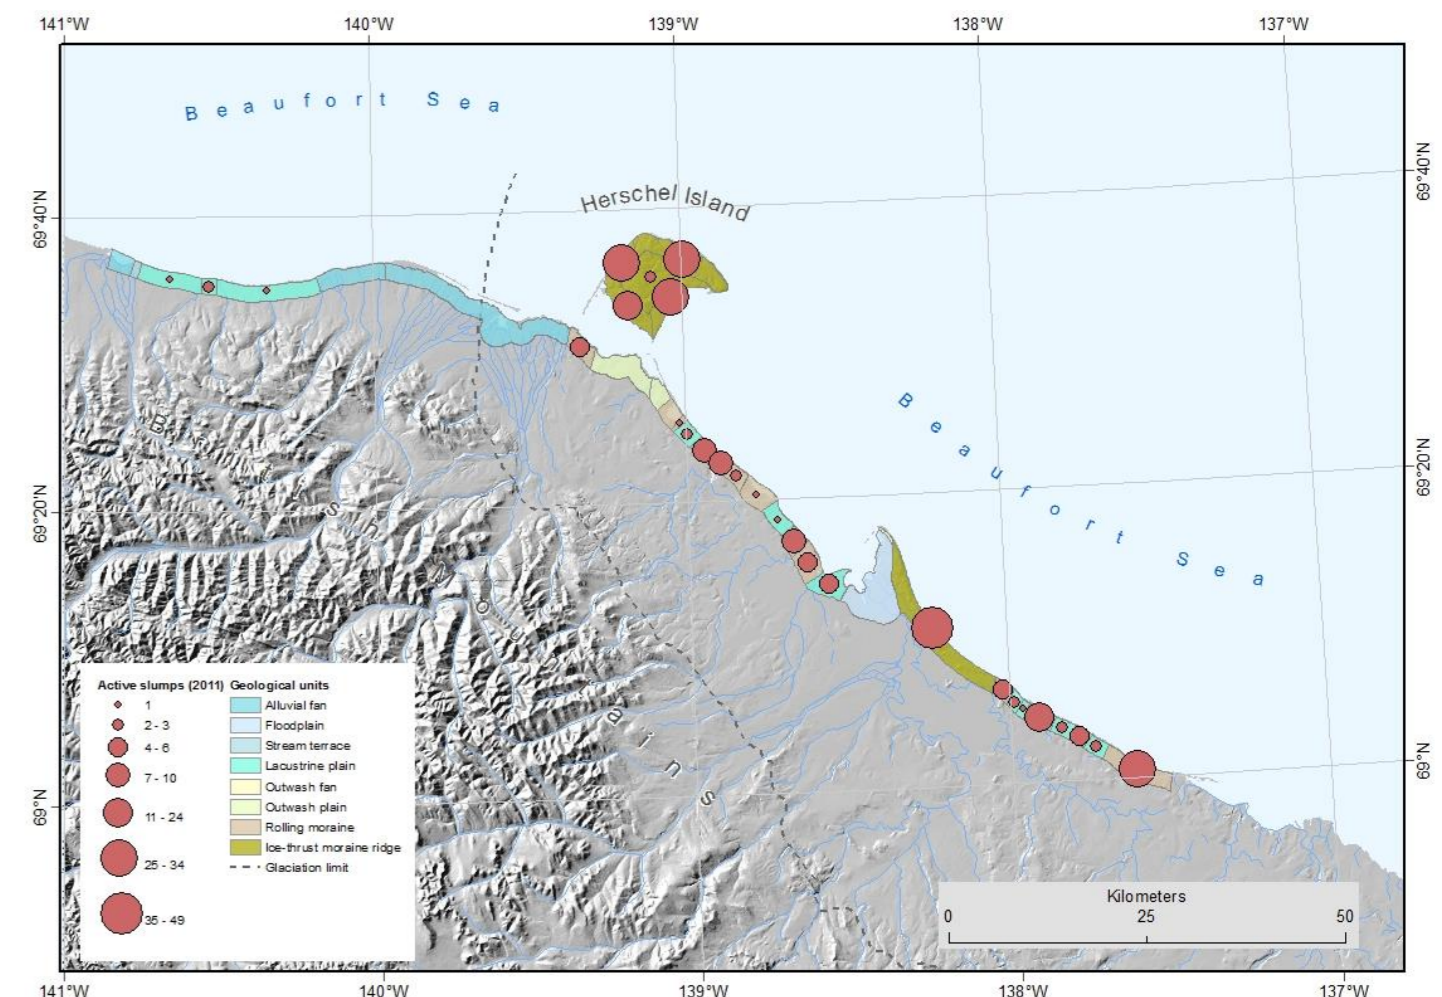 141°W 140°W 139°W 138°W 137°W
Beaufort Sea
69°40'N
69°40'N
Herschel Island
Beaufort Sea
69°20'N
69°20'N
British Mountains
69°N
69°N
Active slumps (2011)
1
2 - 3
4 - 6
7 - 10
11 - 24
25 - 34
35 - 49
Geological units
Alluvial fan
Floodplain
Stream terrace
Lacustrine plain
Outwash fan
Outwash plain
Rolling moraine
Ice-thrust moraine ridge
Glaciation limit
Kilometers
0 25 50
141°W 140°W 139°W 138°W 137°W